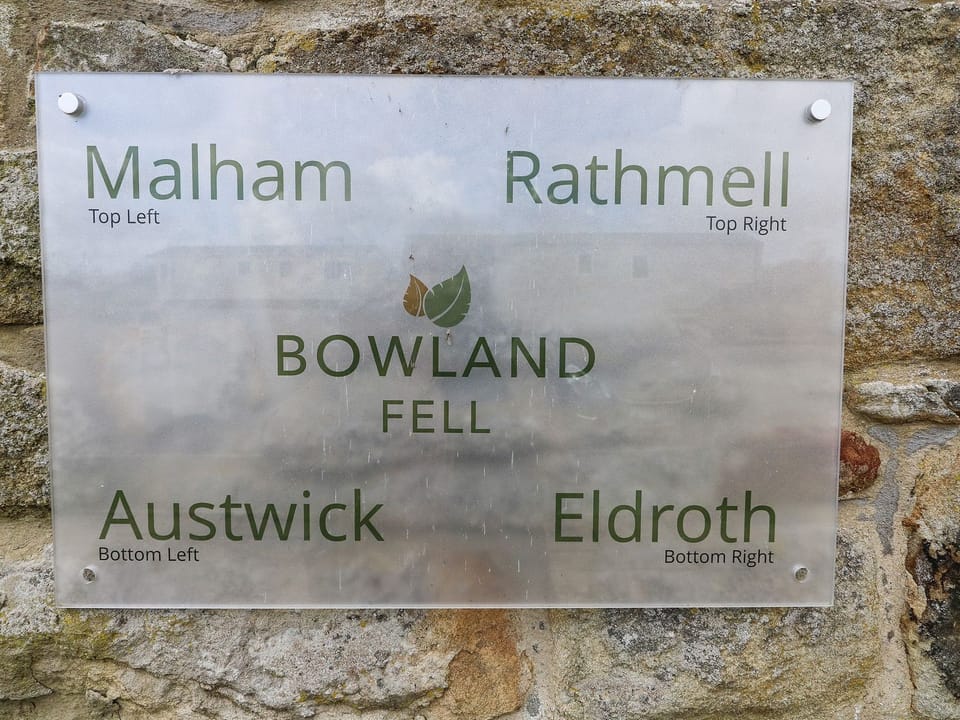 Malham
Top Left
Rathmell
Top Right
BOWLAND
FELL
Austwick
Bottom Left
Eldroth
Bottom Right